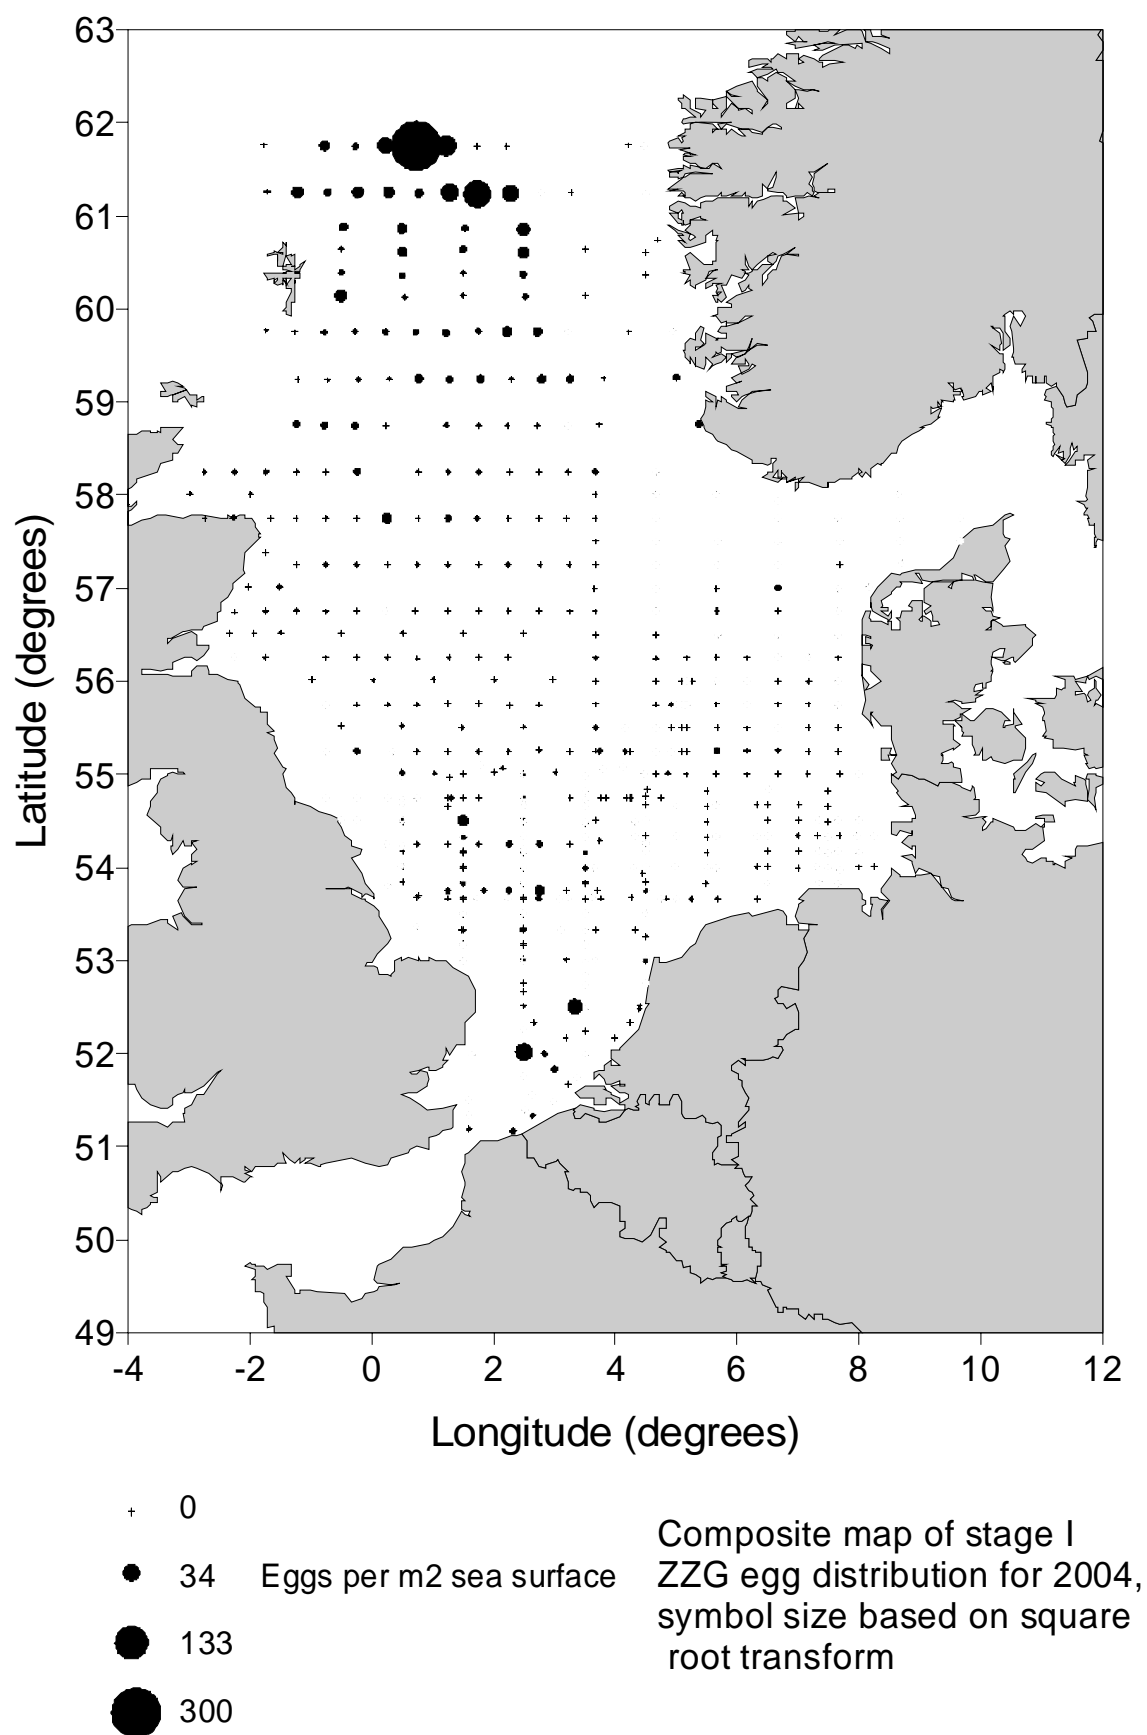 63
62
61
60
59
58
57
56
55
54
53
52
51
50
49
Latitude (degrees)
-4 -2 0 2 4 6 8 10 12
Longitude (degrees)
0
34 Eggs per m2 sea surface
133
300
Composite map of stage I
ZZG egg distribution for 2004,
symbol size based on square
root transform